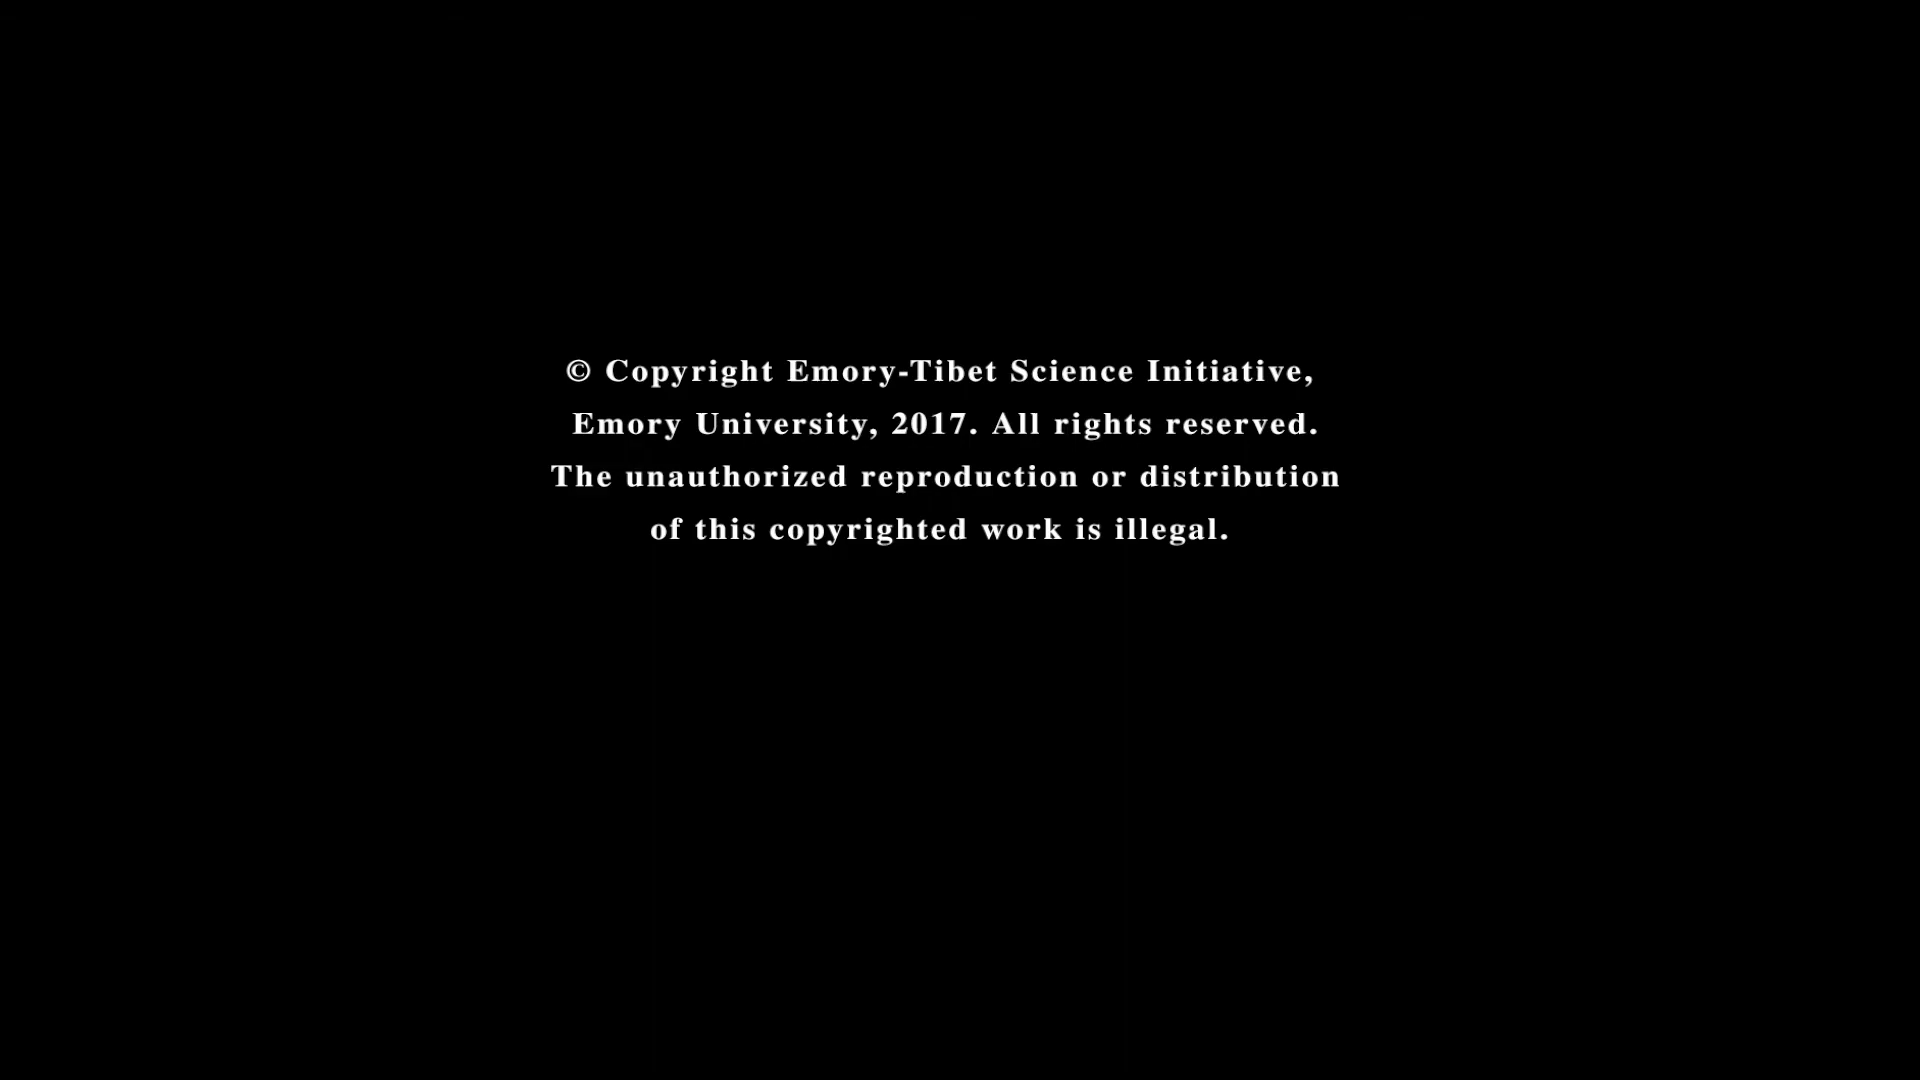 © Copyright Emory-Tibet Science Initiative,
Emory University, 2017. All rights reserved.
The unauthorized reproduction or distribution
of this copyrighted work is illegal.